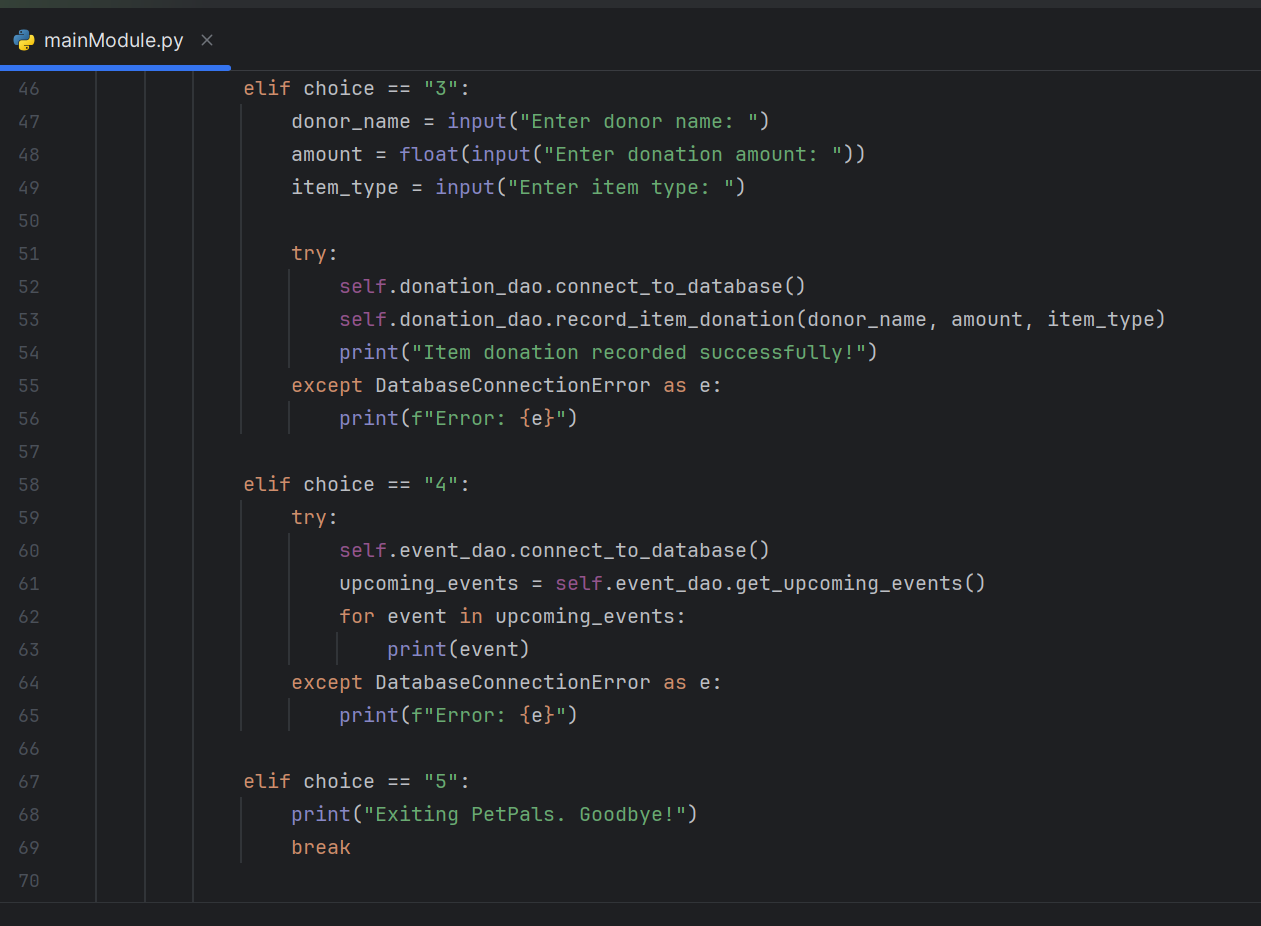 mainModule.py
46 elif choice == "3":
47 donor_name = input("Enter donor name: ")
48 amount = float(input("Enter donation amount: "))
49 item_type = input("Enter item type: ")
50
51 try:
52 self.donation_dao.connect_to_database()
53 self.donation_dao.record_item_donation(donor_name, amount, item_type)
54 print("Item donation recorded successfully!")
55 except DatabaseConnectionError as e:
56 print(f"Error: {e}")
57
58 elif choice == "4":
59 try:
60 self.event_dao.connect_to_database()
61 upcoming_events = self.event_dao.get_upcoming_events()
62 for event in upcoming_events:
63 print(event)
64 except DatabaseConnectionError as e:
65 print(f"Error: {e}")
66
67 elif choice == "5":
68 print("Exiting PetPals. Goodbye!")
69 break
70